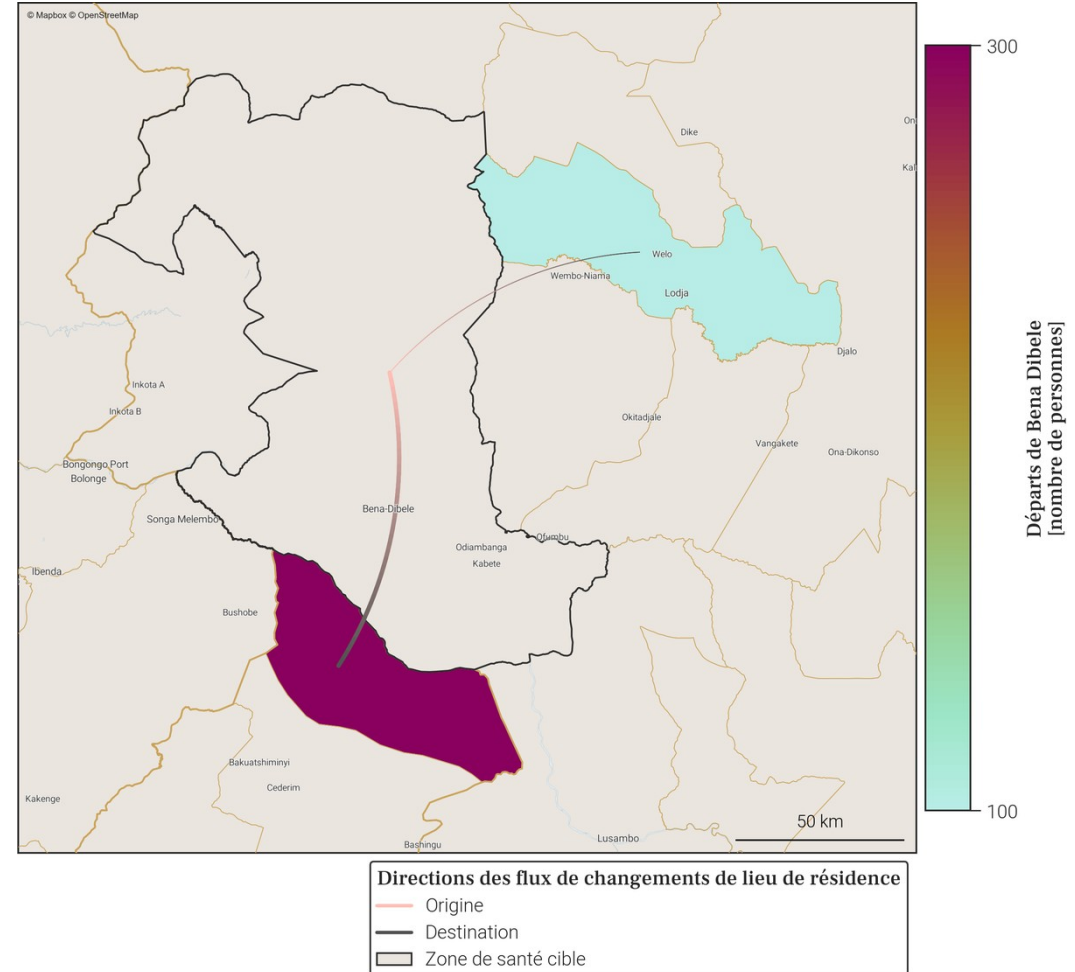 © Mapbox © OpenStreetMap
300
On
Dike
Kal
Welo
Wembo-Niama
Lodja
Djalo
Inkota A
Inkota B
Okitadjale
Vangakete
Ona-Dikonso
Bongongo Port
Bolonge
Bena-Dibele
Songa Melembo
Ofumbu
Odiambanga
Kabete
Ibenda
Bushobe
Bakuatshiminyi
Cederim
Kakenge
Bashingu
Lusambo
50 km
100
Départs de Bena Dibele
[nombre de personnes]
Directions des flux de changements de lieu de résidence
Origine
Destination
Zone de santé cible